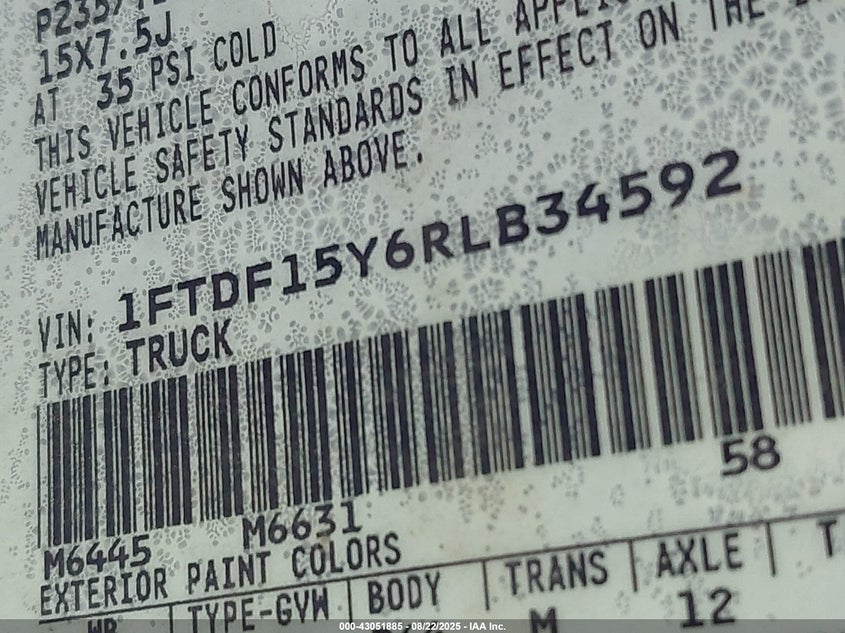 15X7.5J
AT 35 PSI COLD
THIS VEHICLE CONFORMS TO ALL
VEHICLE SAFETY STANDARDS IN EFFECT ON THE
MANUFACTURE SHOWN ABOVE.
VIN: 1FTDF15Y6RLB34592
TYPE: TRUCK
58
M6445 M6631
EXTERIOR PAINT COLORS
WB TYPE-GVW BODY TRANS AXLE T
M 12
000-43051885 - 08/22/2025 - IAA Inc.